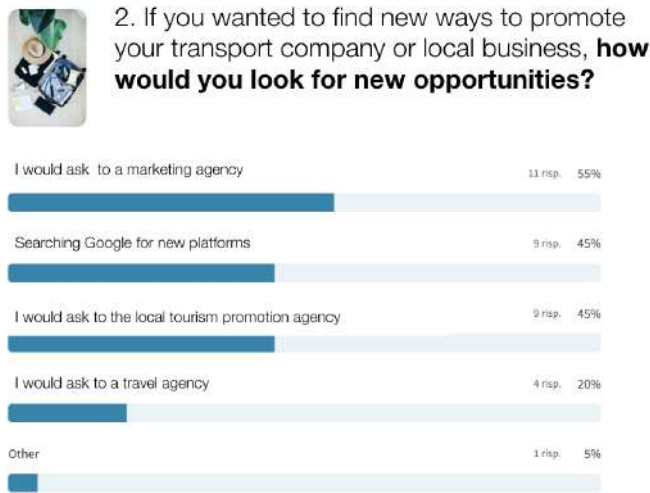 2. If you wanted to find new ways to promote
your transport company or local business, how
would you look for new opportunities?
I would ask to a marketing agency 11 risp. 55%
Searching Google for new platforms 9 risp. 45%
I would ask to the local tourism promotion agency 9 risp. 45%
I would ask to a travel agency 4 risp. 20%
Other 1 risp. 5%